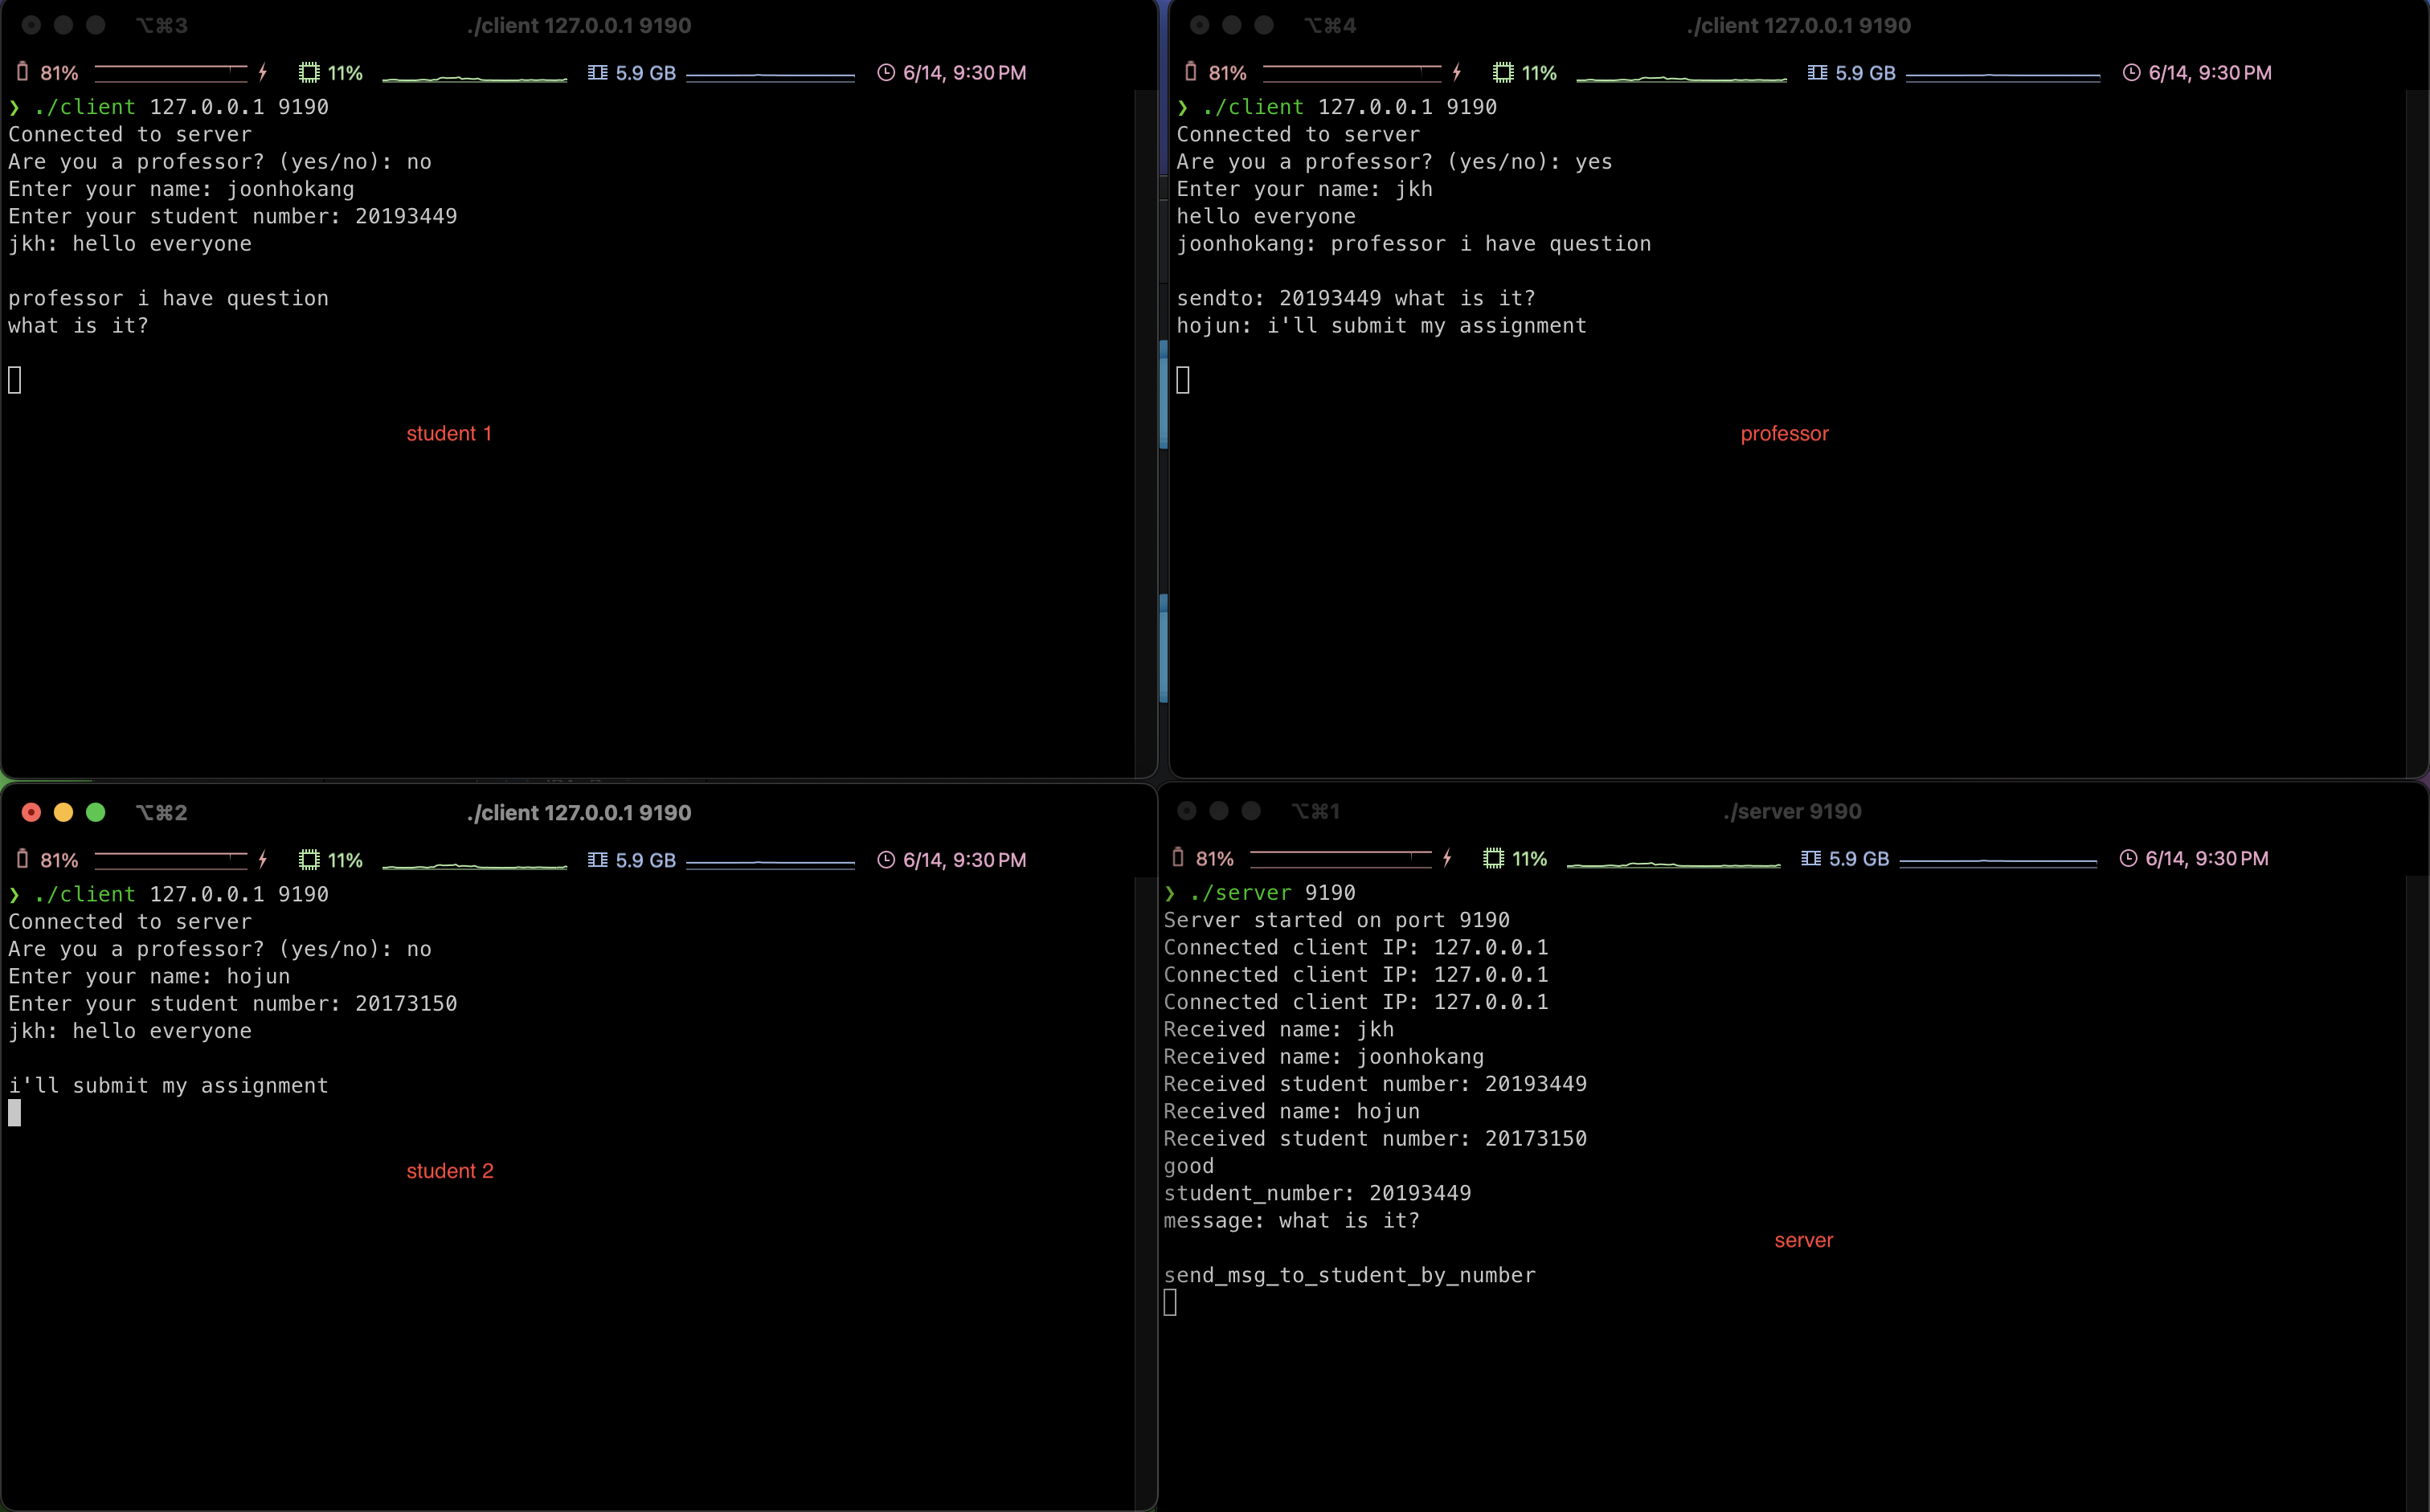 ⌥⌘3 ./client 127.0.0.1 9190
81% 11% 5.9 GB 6/14, 9:30 PM
❯ ./client 127.0.0.1 9190
Connected to server
Are you a professor? (yes/no): no
Enter your name: joonhokang
Enter your student number: 20193449
jkh: hello everyone
professor i have question
what is it?
student 1
⌥⌘4 ./client 127.0.0.1 9190
81% 11% 5.9 GB 6/14, 9:30 PM
❯ ./client 127.0.0.1 9190
Connected to server
Are you a professor? (yes/no): yes
Enter your name: jkh
hello everyone
joonhokang: professor i have question
sendto: 20193449 what is it?
hojun: i'll submit my assignment
professor
⌥⌘2 ./client 127.0.0.1 9190
81% 11% 5.9 GB 6/14, 9:30 PM
❯ ./client 127.0.0.1 9190
Connected to server
Are you a professor? (yes/no): no
Enter your name: hojun
Enter your student number: 20173150
jkh: hello everyone
i'll submit my assignment
student 2
⌥⌘1 ./server 9190
81% 11% 5.9 GB 6/14, 9:30 PM
❯ ./server 9190
Server started on port 9190
Connected client IP: 127.0.0.1
Connected client IP: 127.0.0.1
Connected client IP: 127.0.0.1
Received name: jkh
Received name: joonhokang
Received student number: 20193449
Received name: hojun
Received student number: 20173150
good
student_number: 20193449
message: what is it?
server
send_msg_to_student_by_number